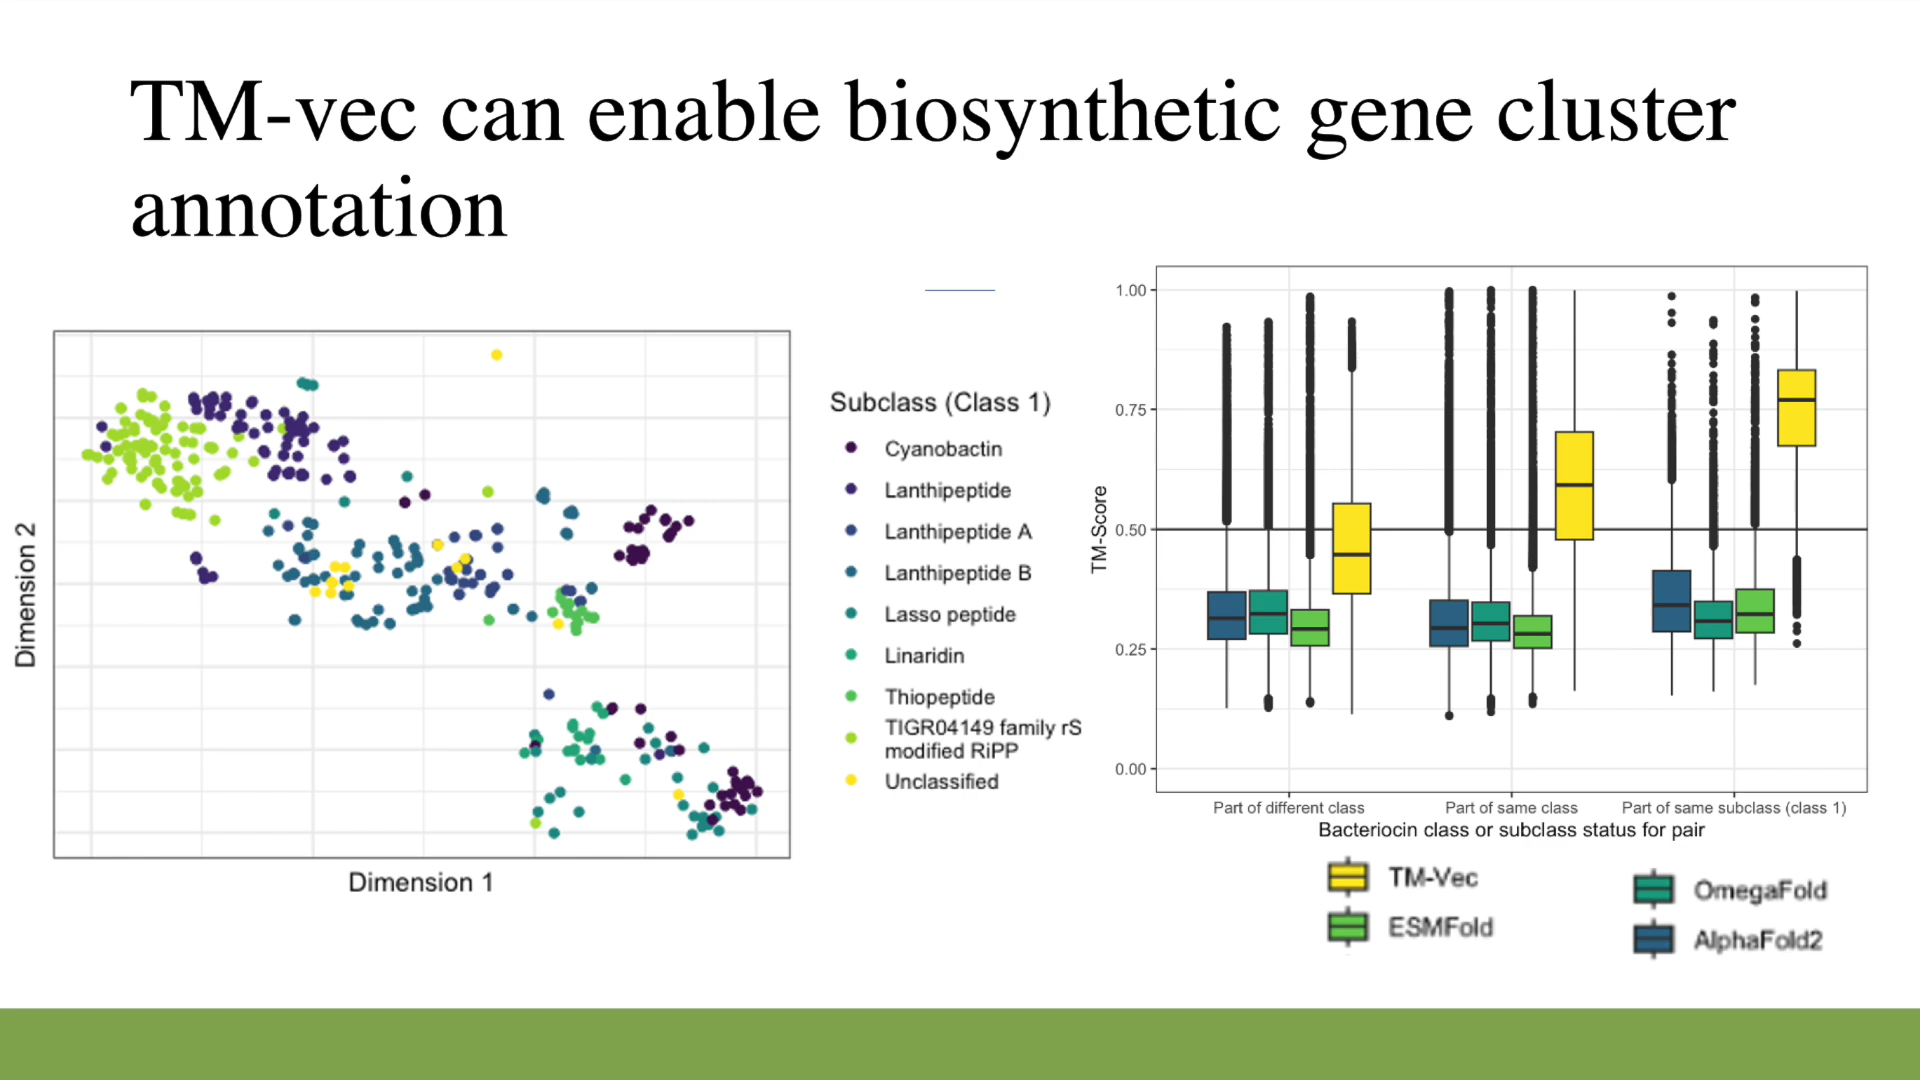 TM-vec can enable biosynthetic gene cluster
annotation
Dimension 2
Dimension 1
Subclass (Class 1)
Cyanobactin
Lanthipeptide
Lanthipeptide A
Lanthipeptide B
Lasso peptide
Linaridin
Thiopeptide
TIGR04149 family rS
modified RiPP
Unclassified
TM-Score
1.00
0.75
0.50
0.25
0.00
Part of different class
Part of same class
Part of same subclass (class 1)
Bacteriocin class or subclass status for pair
TM-Vec
ESMFold
OmegaFold
AlphaFold2